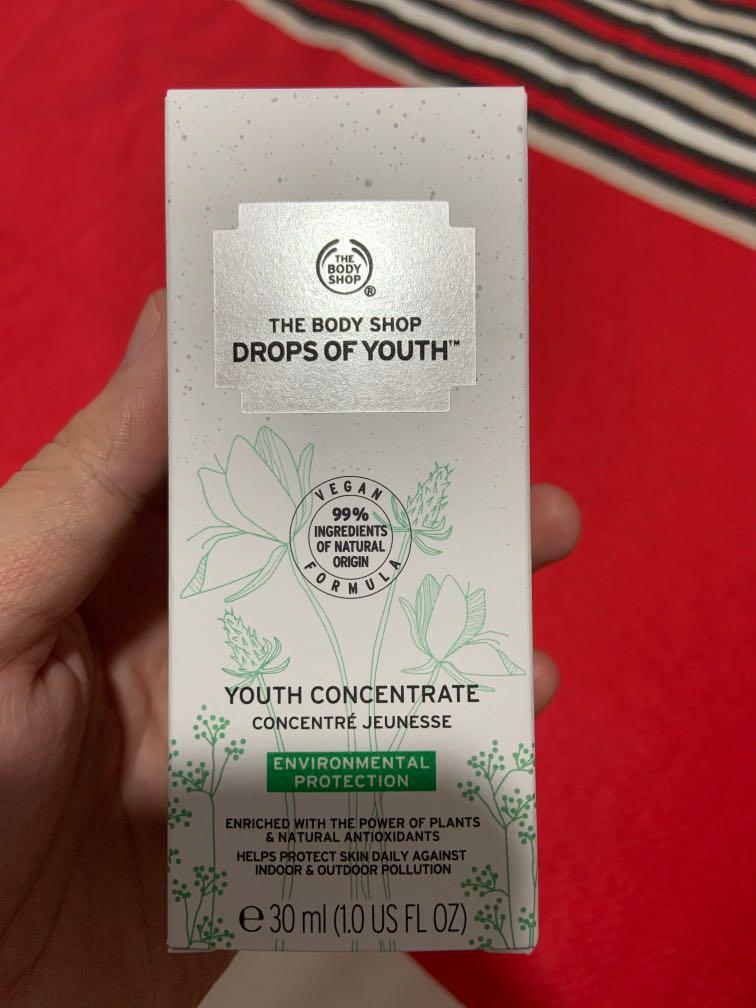 THE
BODY
SHOP
®
THE BODY SHOP
DROPS OF YOUTH™
VEGAN
99%
INGREDIENTS
OF NATURAL
ORIGIN
FORMULA
YOUTH CONCENTRATE
CONCENTRÉ JEUNESSE
ENVIRONMENTAL
PROTECTION
ENRICHED WITH THE POWER OF PLANTS
& NATURAL ANTIOXIDANTS
HELPS PROTECT SKIN DAILY AGAINST
INDOOR & OUTDOOR POLLUTION
℮ 30 ml (1.0 US FL OZ)